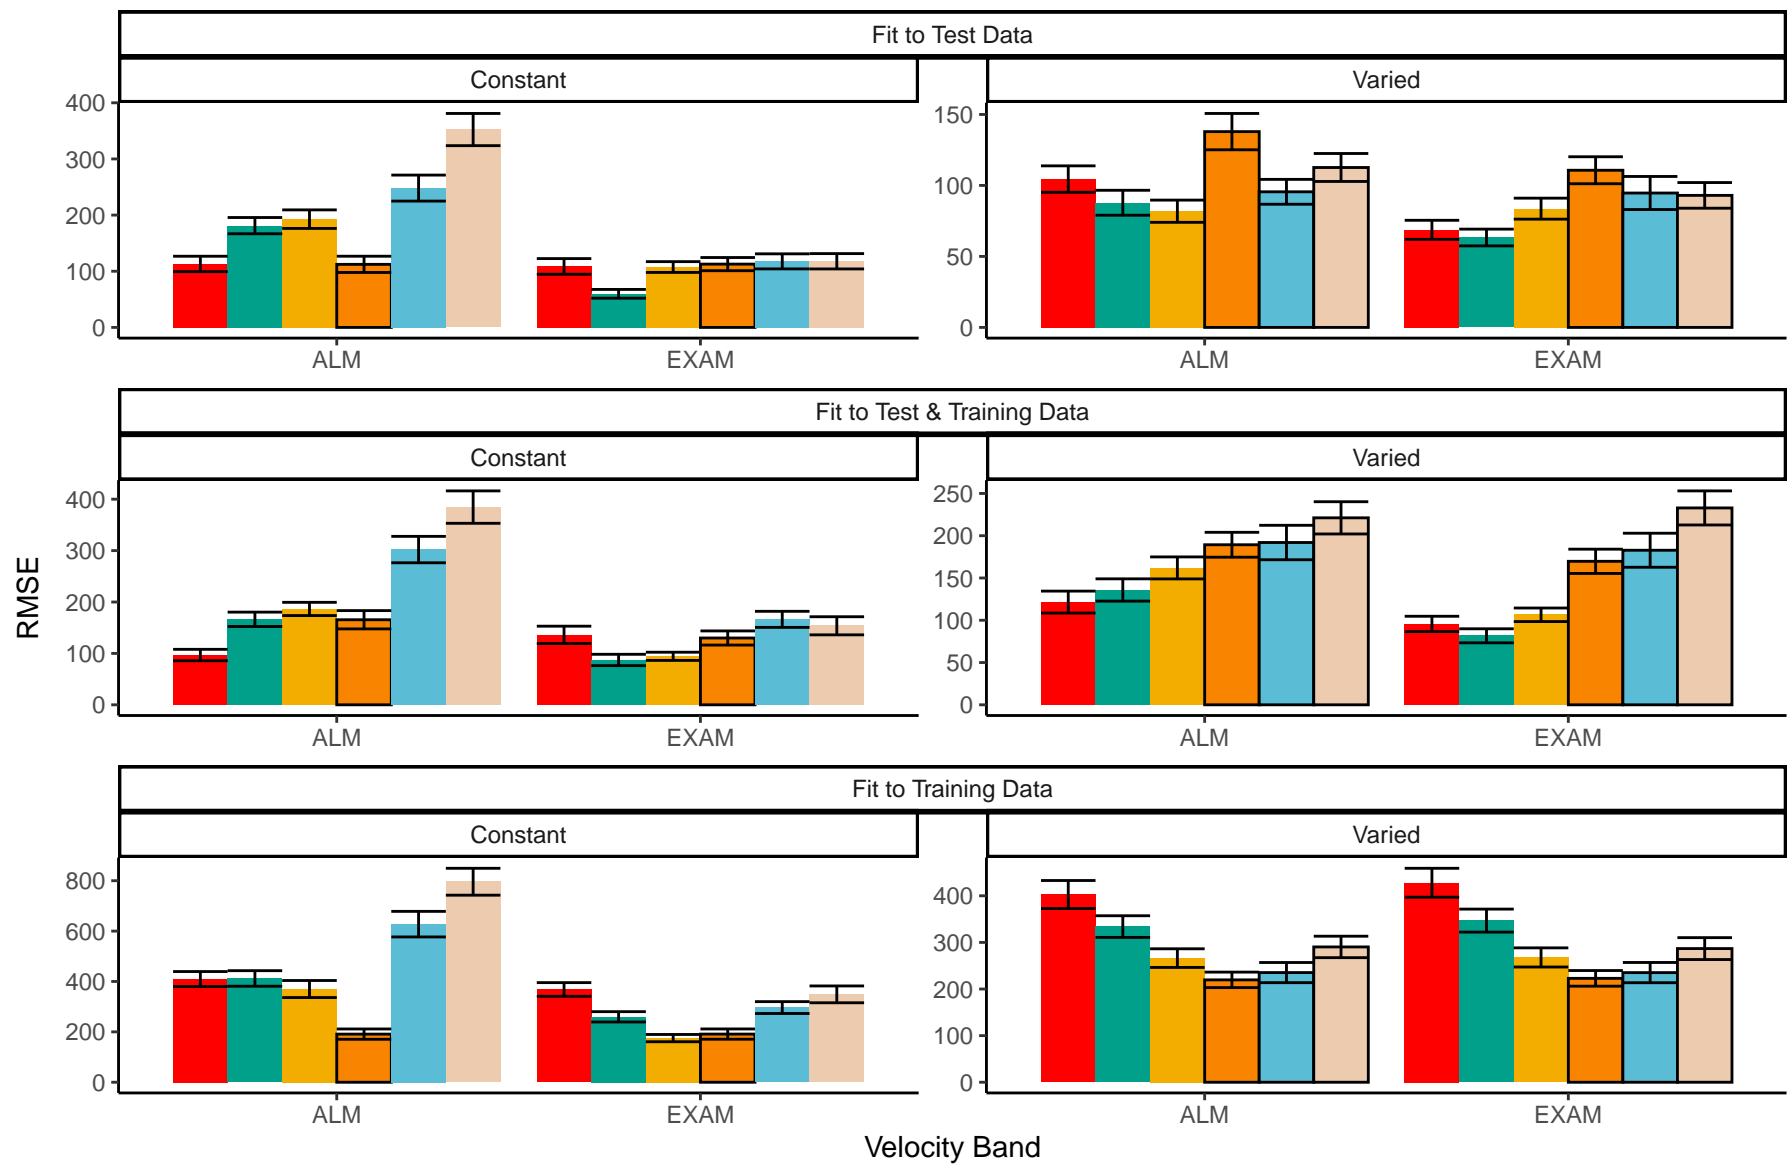 Fit to Test Data
Constant
Varied
400
300
200
100
0
150
100
50
0
ALM
EXAM
ALM
EXAM
Fit to Test & Training Data
Constant
Varied
400
300
200
100
0
250
200
150
100
50
0
ALM
EXAM
ALM
EXAM
RMSE
Fit to Training Data
Constant
Varied
800
600
400
200
0
400
300
200
100
0
ALM
EXAM
ALM
EXAM
Velocity Band